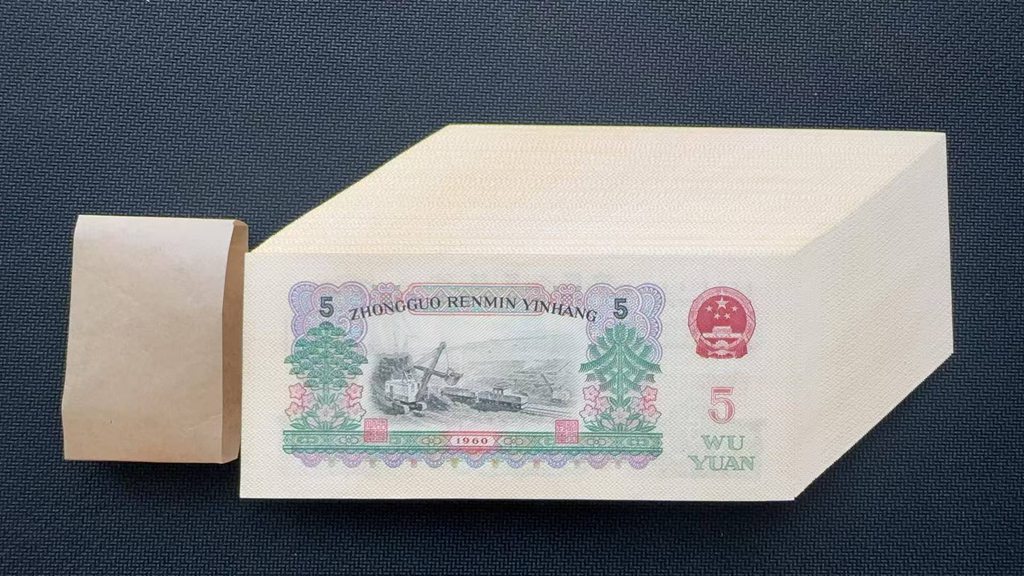 5 ZHONGGUO RENMIN YINHANG 5
1960
5
WU
YUAN